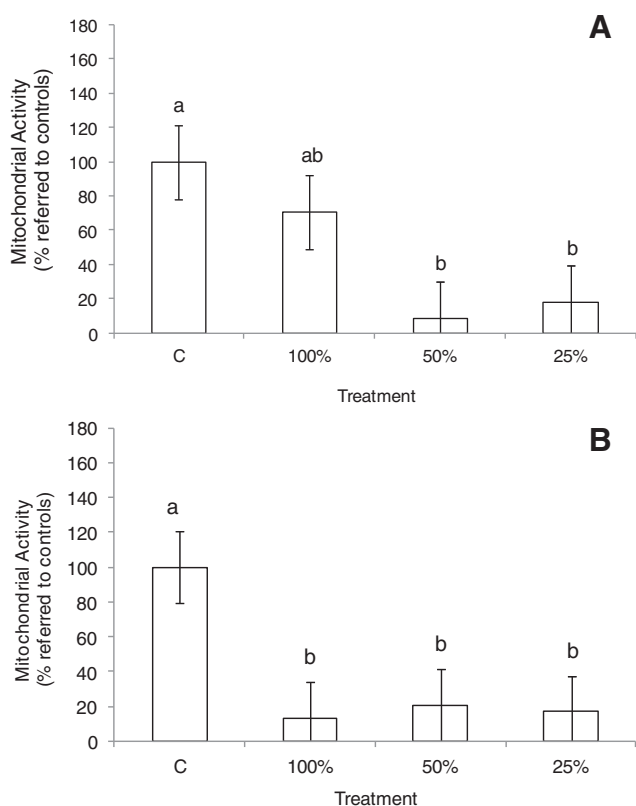 A
Mitochondrial Activity
(% referred to controls)
180
160
140
120
100
80
60
40
20
0
a
ab
b
b
C 100% 50% 25%
Treatment
B
Mitochondrial Activity
(% referred to controls)
180
160
140
120
100
80
60
40
20
0
a
b
b
b
C 100% 50% 25%
Treatment